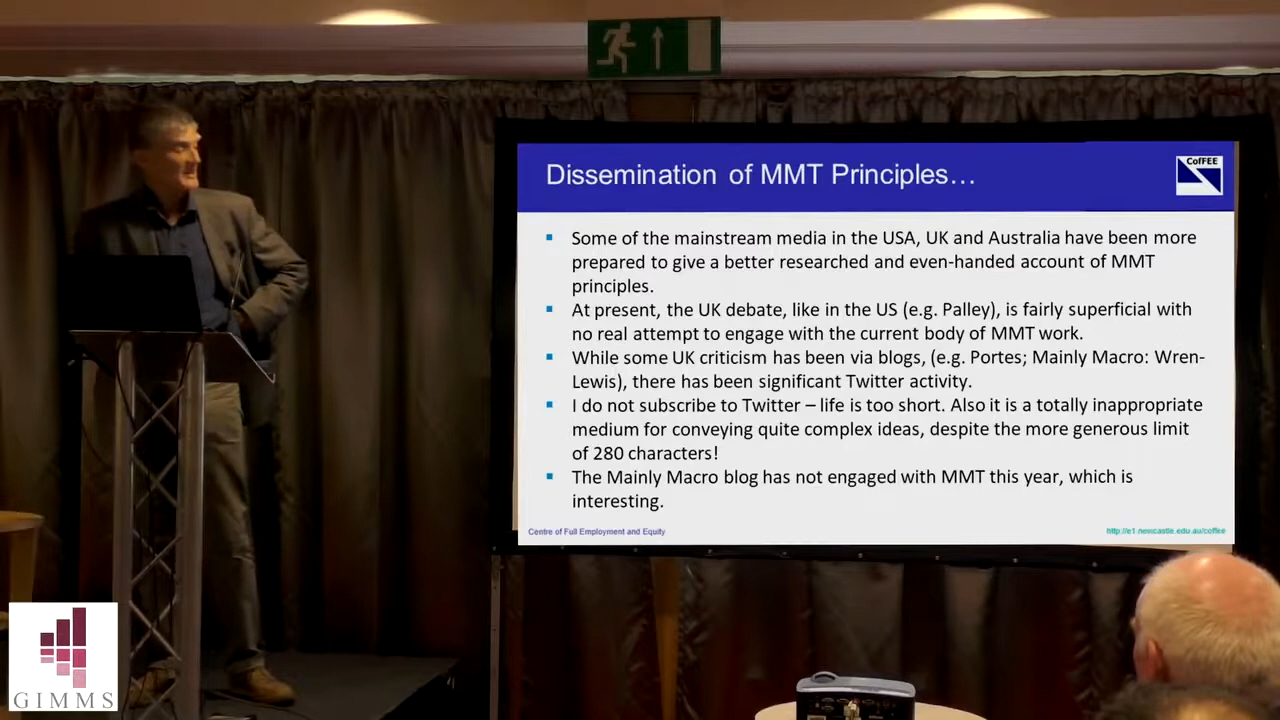 Dissemination of MMT Principles…
CofFEE
Some of the mainstream media in the USA, UK and Australia have been more
prepared to give a better researched and even-handed account of MMT
principles.
At present, the UK debate, like in the US (e.g. Palley), is fairly superficial with
no real attempt to engage with the current body of MMT work.
While some UK criticism has been via blogs, (e.g. Portes; Mainly Macro: Wren-
Lewis), there has been significant Twitter activity.
I do not subscribe to Twitter – life is too short. Also it is a totally inappropriate
medium for conveying quite complex ideas, despite the more generous limit
of 280 characters!
The Mainly Macro blog has not engaged with MMT this year, which is
interesting.
Centre of Full Employment and Equity
http://e1.newcastle.edu.au/coffee
GIMMS